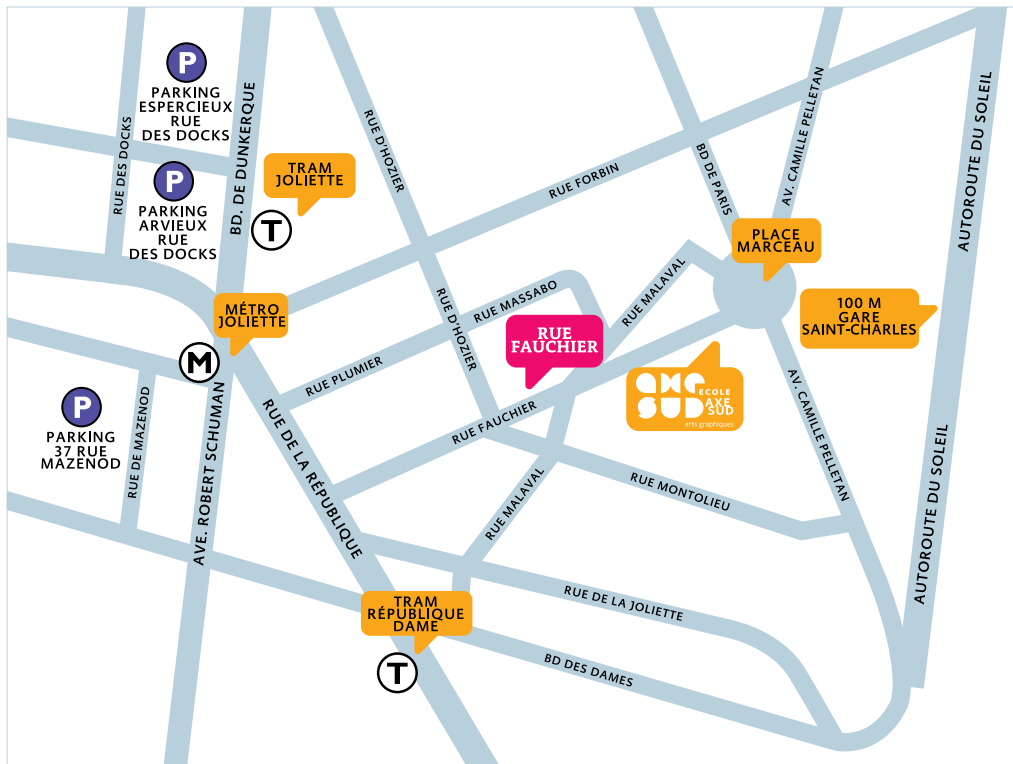 P
PARKING
ESPERCIEUX
RUE
DES DOCKS
RUE DES DOCKS
BD. DE DUNKERQUE
P
PARKING
ARVIEUX
RUE
DES DOCKS
TRAM
JOLIETTE
T
RUE D'HOZIER
RUE FORBIN
BD DE PARIS
AV. CAMILLE PELLETAN
AUTOROUTE DU SOLEIL
PLACE
MARCEAU
MÉTRO
JOLIETTE
M
RUE D'HOZIER
RUE MASSABO
RUE MALAVAL
100 M
GARE
SAINT-CHARLES
RUE
FAUCHIER
RUE PLUMIER
RUE FAUCHIER
AXE
SUD
ECOLE
AXE
SUD
arts graphiques
AV. CAMILLE PELLETAN
P
PARKING
37 RUE
MAZENOD
RUE DE MAZENOD
AVE. ROBERT SCHUMAN
RUE DE LA RÉPUBLIQUE
RUE MALAVAL
RUE MONTOLIEU
AUTOROUTE DU SOLEIL
TRAM
RÉPUBLIQUE
DAME
T
RUE DE LA JOLIETTE
BD DES DAMES